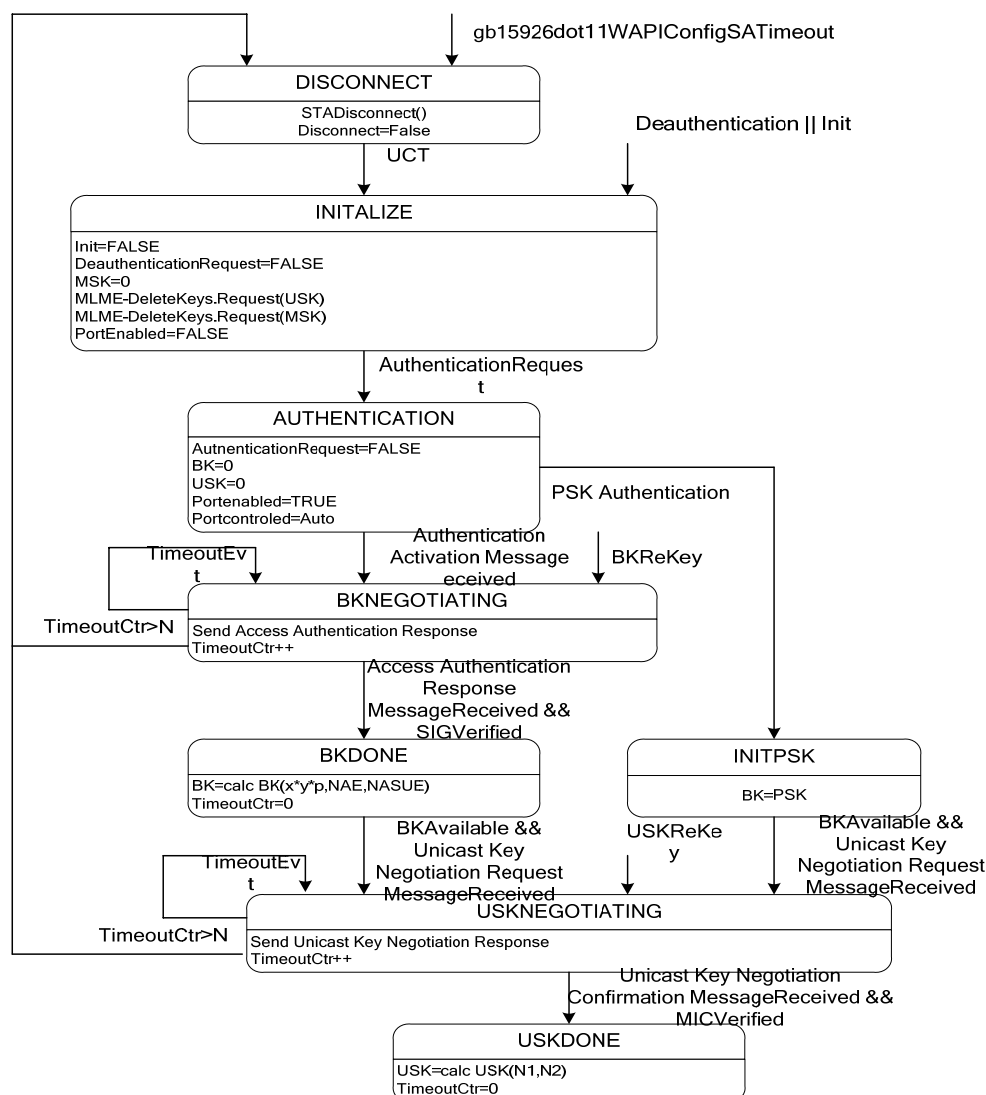 gb15926dot11WAPIConfigSATimeout
DISCONNECT
STADisconnect()
Disconnect=False
Deauthentication || Init
UCT
INITALIZE
Init=FALSE
DeauthenticationRequest=FALSE
MSK=0
MLME-DeleteKeys.Request(USK)
MLME-DeleteKeys.Request(MSK)
PortEnabled=FALSE
AuthenticationReques
t
AUTHENTICATION
AutnenticationRequest=FALSE
BK=0
USK=0
Portenabled=TRUE
Portcontroled=Auto
PSK Authentication
Authentication
Activation Message
eceived
BKReKey
TimeoutEv
t
BKNEGOTIATING
TimeoutCtr>N
Send Access Authentication Response
TimeoutCtr++
Access Authentication
Response
MessageReceived &&
SIGVerified
BKDONE
BK=calc BK(x*y*p,NAE,NASUE)
TimeoutCtr=0
INITPSK
BK=PSK
BKAvailable &&
Unicast Key
Negotiation Request
MessageReceived
USKReKe
y
BKAvailable &&
Unicast Key
Negotiation Request
MessageReceived
TimeoutEv
t
USKNEGOTIATING
TimeoutCtr>N
Send Unicast Key Negotiation Response
TimeoutCtr++
Unicast Key Negotiation
Confirmation MessageReceived &&
MICVerified
USKDONE
USK=calc USK(N1,N2)
TimeoutCtr=0